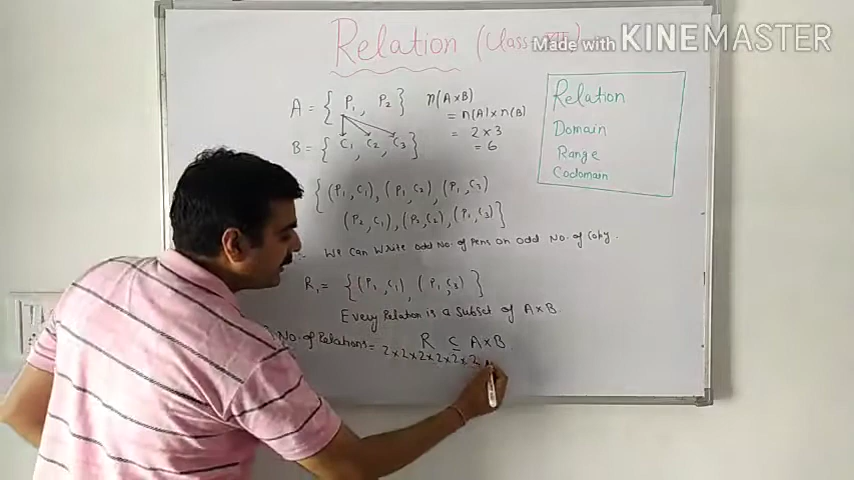 Relation (Class-XII)
Made with KINEMASTER
A = { P₁, P₂ }
B = { C₁, C₂, C₃ }
n(A×B)
= n(A)×n(B)
= 2×3
= 6
Relation
Domain
Range
Codomain
{ (P₁, C₁), (P₁, C₂), (P₁, C₃)
(P₂, C₁), (P₂, C₂), (P₂, C₃) }
We can write odd No. of Pens on odd No. of Copy.
R₁ = { (P₁, C₁), (P₁, C₃) }
Every Relation is a subset of A×B.
R ⊆ A×B
No. of Relations = 2×2×2×2×2×2